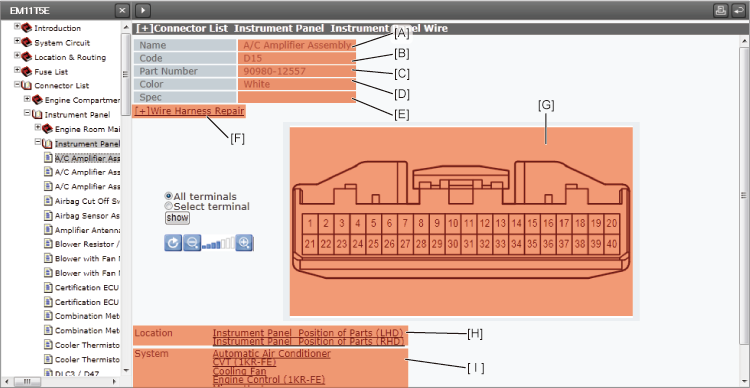 EM11T5E
[+]Connector List  Instrument Panel  Instrument Panel Wire
Introduction
System Circuit
Location & Routing
Fuse List
Connector List
Engine Compartme
Instrument Panel
Engine Room Mai
Instrument Panel
A/C Amplifier Ass
A/C Amplifier Ass
A/C Amplifier Ass
Airbag Cut Off Sw
Airbag Sensor As
Amplifier Antenna
Blower Resistor /
Blower with Fan M
Blower with Fan M
Certification ECU
Certification ECU
Combination Mete
Combination Mete
Cooler Thermisto
Cooler Thermisto
DLC3 / D47
Name A/C Amplifier Assembly [A]
Code D15 [B]
Part Number 90980-12557 [C]
Color White [D]
Spec [E]
[+]Wire Harness Repair
[F]
[G]
All terminals
Select terminal
show
1 2 3 4 5 6 7 8 9 10 11 12 13 14 15 16 17 18 19 20
21 22 23 24 25 26 27 28 29 30 31 32 33 34 35 36 37 38 39 40
Location Instrument Panel  Position of Parts (LHD) [H]
Instrument Panel  Position of Parts (RHD)
System Automatic Air Conditioner
CVT (1KR-FE) [I]
Cooling Fan
Engine Control (1KR-FE)